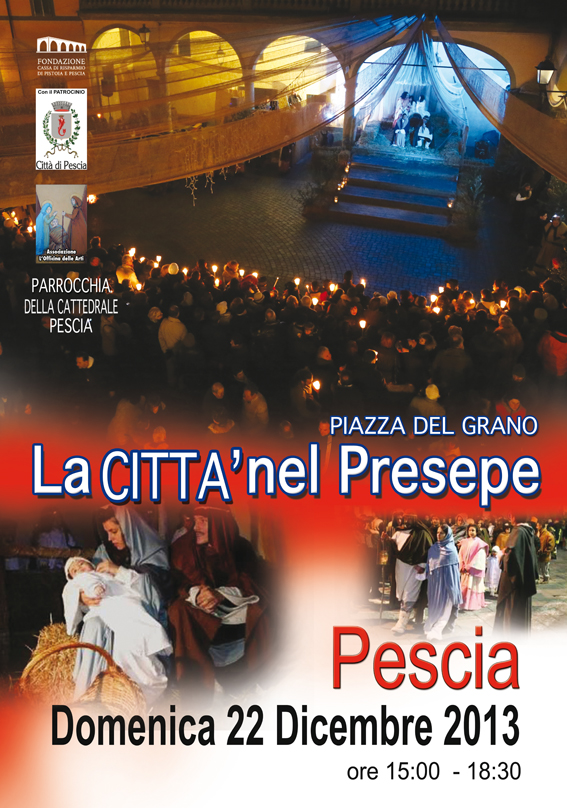 FONDAZIONE
CASSA DI RISPARMIO
DI PISTOIA E PESCIA
Con il PATROCINIO
Città di Pescia
Associazione
L'Officina delle Arti
PARROCCHIA
DELLA CATTEDRALE
PESCIA
PIAZZA DEL GRANO
La CITTA' nel Presepe
Pescia
Domenica 22 Dicembre 2013
ore 15:00 - 18:30